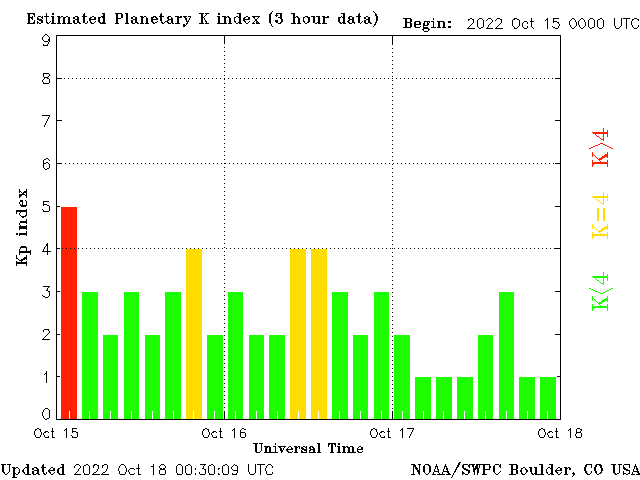 Estimated Planetary K index (3 hour data) Begin: 2022 Oct 15 0000 UTC
9
8
7
6
5
4
3
2
1
0
Kp index
K>4
K=4
K<4
Oct 15 Oct 16 Oct 17 Oct 18
Universal Time
Updated 2022 Oct 18 00:30:09 UTC NOAA/SWPC Boulder, CO USA